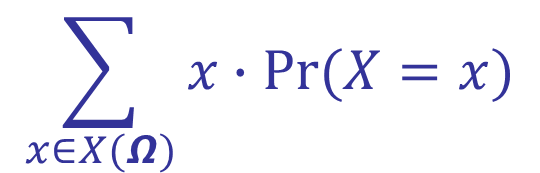 ∑ x · Pr(X = x)
x∈X(Ω)